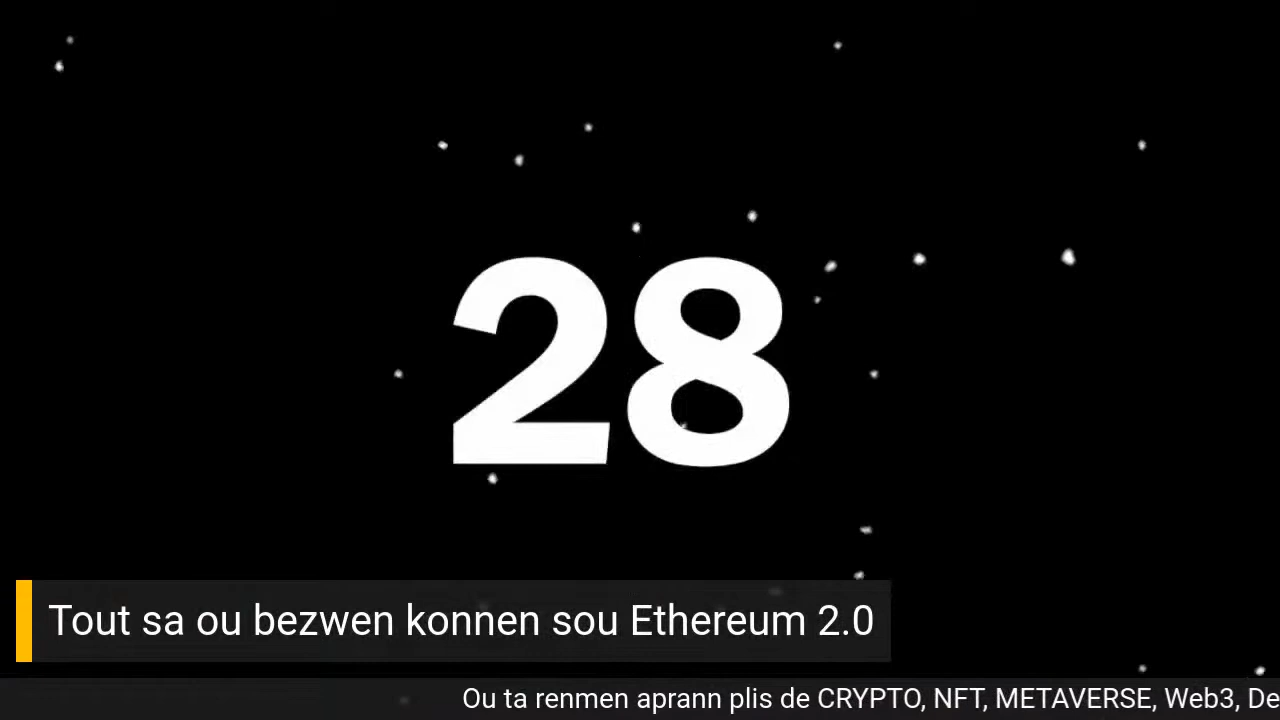 28
Tout sa ou bezwen konnen sou Ethereum 2.0
Ou ta renmen aprann plis de CRYPTO, NFT, METAVERSE, Web3, De